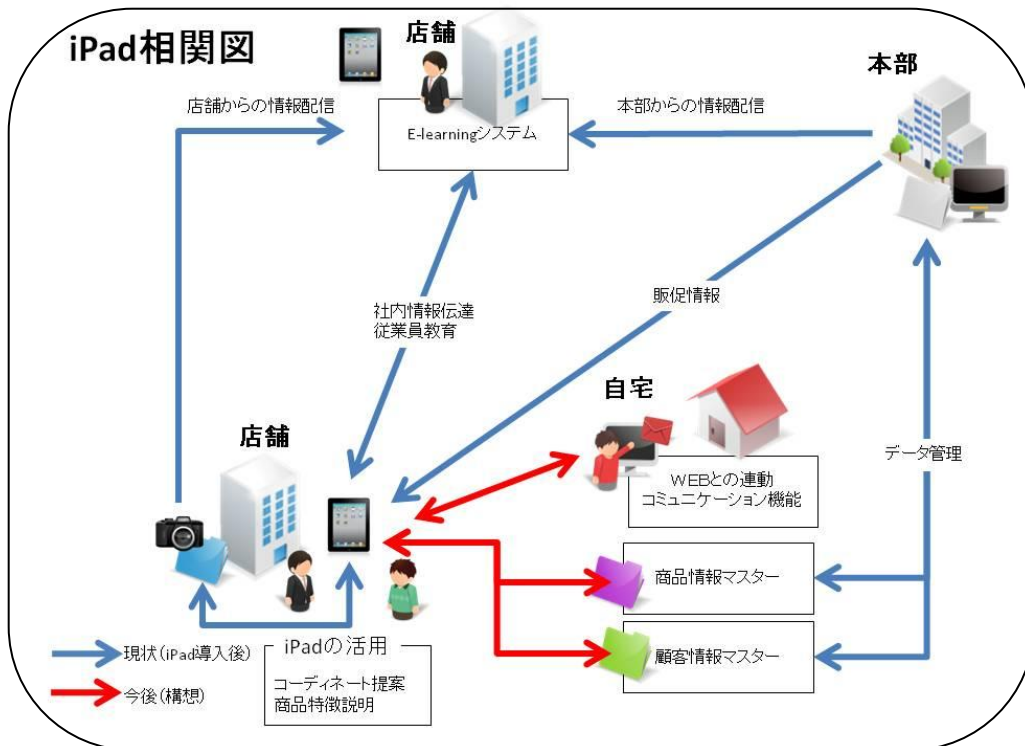 iPad相関図
店舗
本部
店舗からの情報配信
本部からの情報配信
E-learningシステム
社内情報伝達
従業員教育
販促情報
自宅
店舗
データ管理
WEBとの連動
コミュニケーション機能
商品情報マスター
顧客情報マスター
現状(iPad導入後)
今後(構想)
iPadの活用
コーディネート提案
商品特徴説明